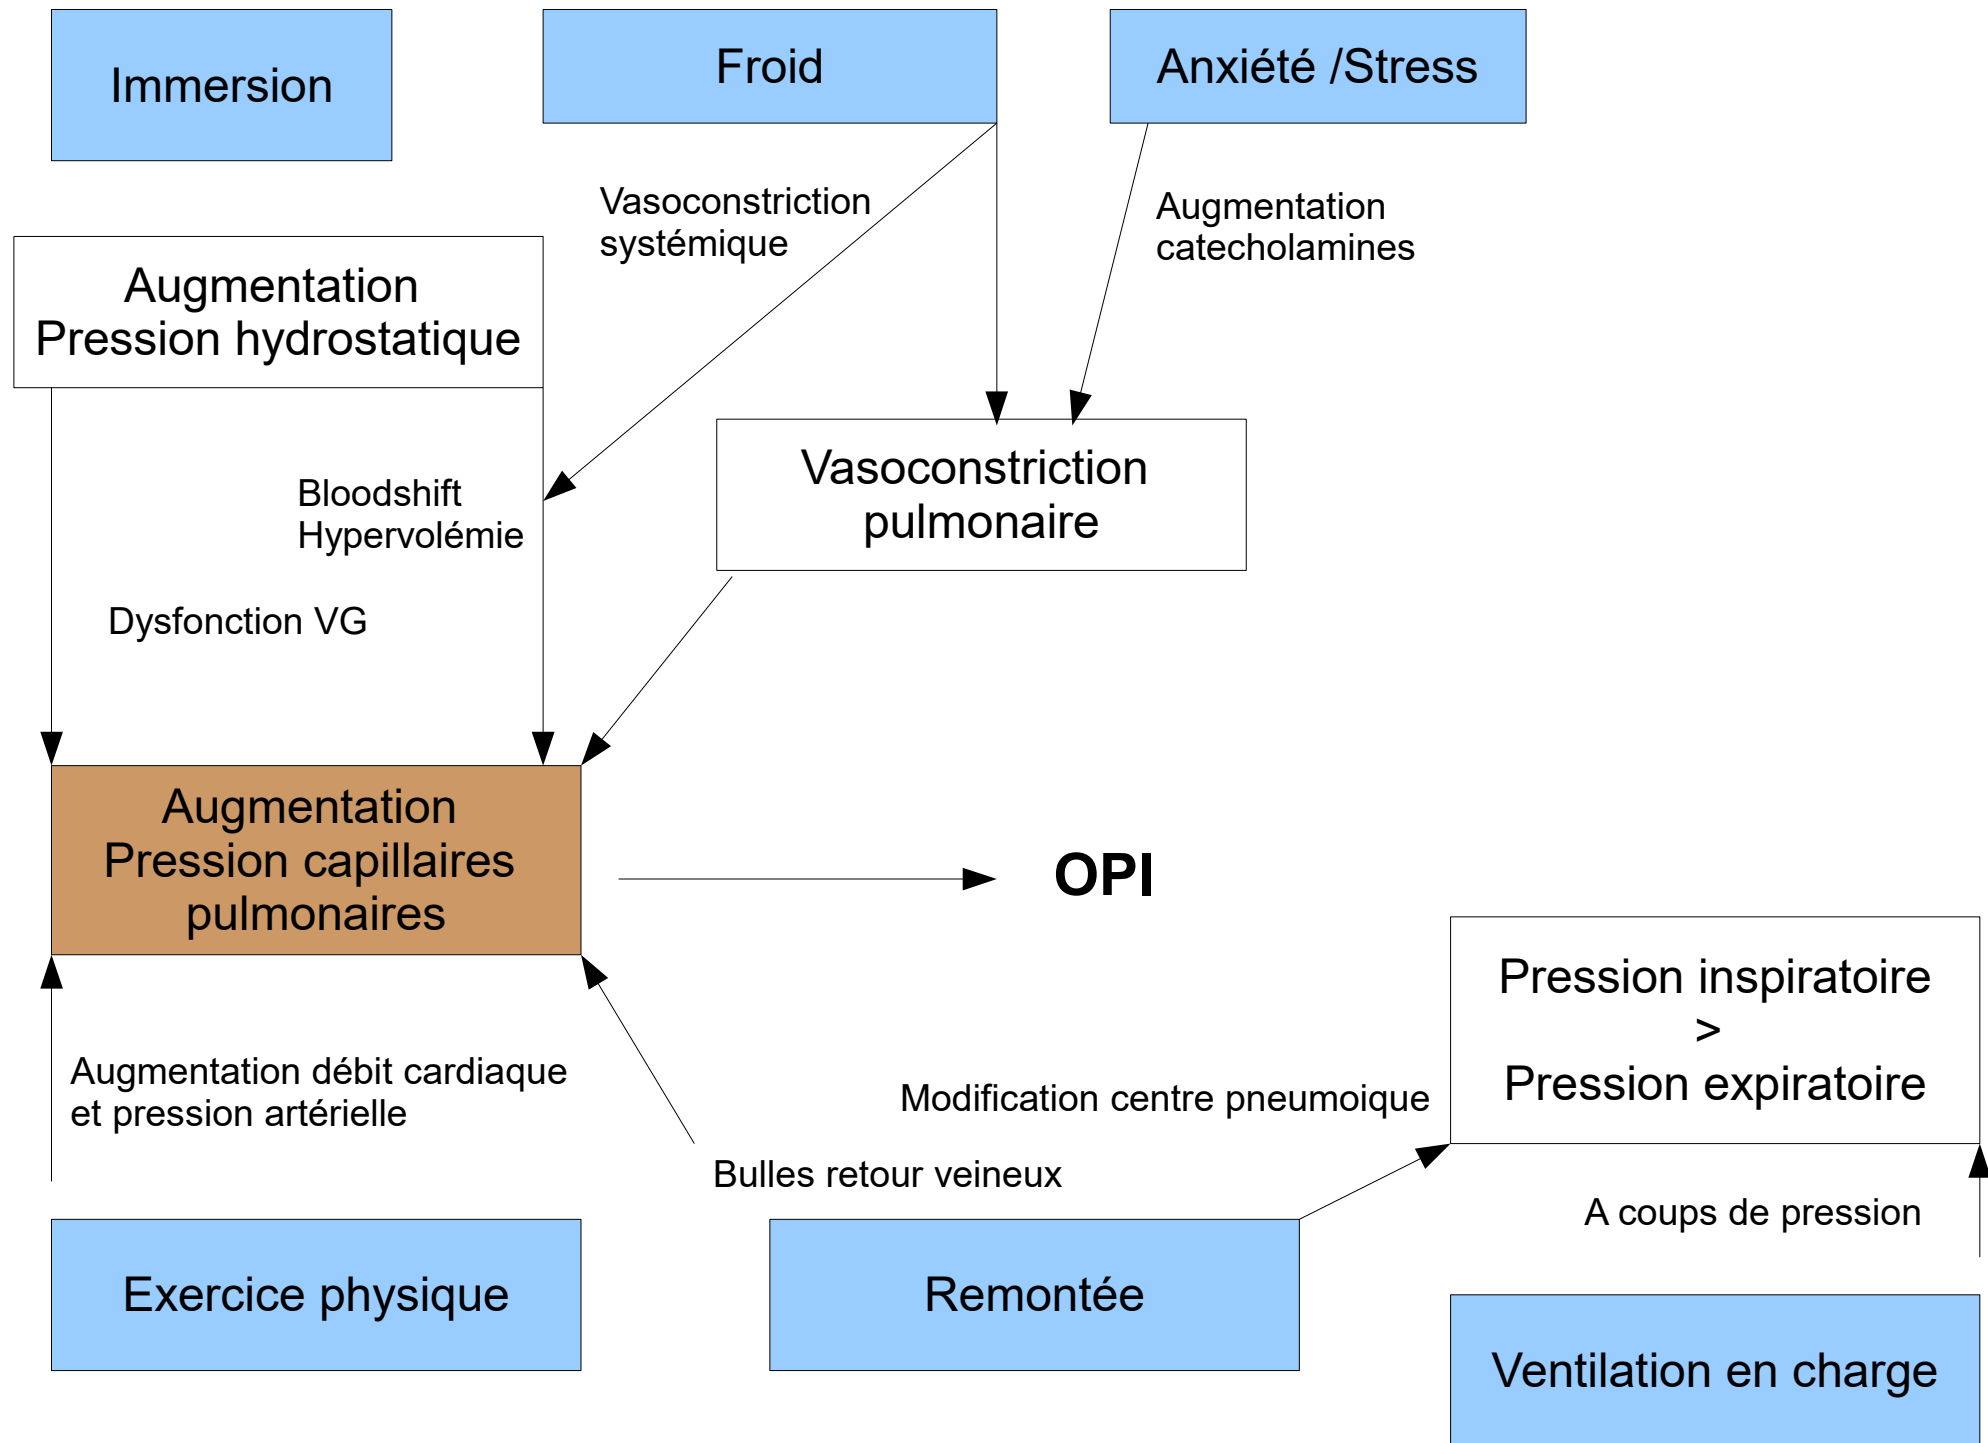 Immersion
Froid
Anxiété /Stress
Vasoconstriction
systémique
Augmentation
catecholamines
Augmentation
Pression hydrostatique
Vasoconstriction
pulmonaire
Bloodshift
Hypervolémie
Dysfonction VG
Augmentation
Pression capillaires
pulmonaires
OPI
Pression inspiratoire
>
Pression expiratoire
Augmentation débit cardiaque
et pression artérielle
Modification centre pneumoique
Bulles retour veineux
A coups de pression
Exercice physique
Remontée
Ventilation en charge